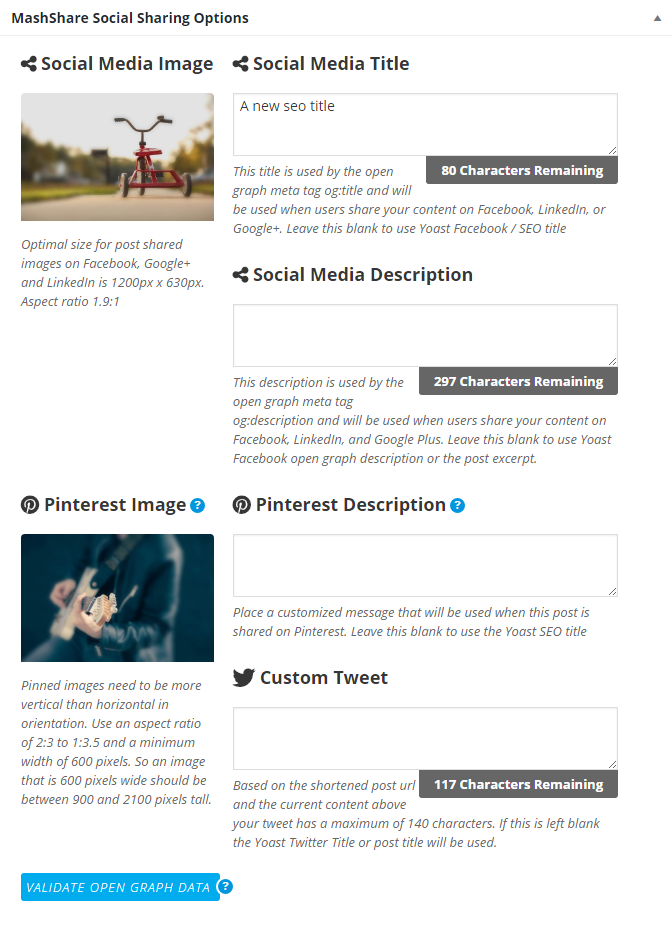 MashShare Social Sharing Options
Social Media Image
Optimal size for post shared
images on Facebook, Google+
and LinkedIn is 1200px x 630px.
Aspect ratio 1.9:1
Social Media Title
A new seo title
80 Characters Remaining
This title is used by the open
graph meta tag og:title and will
be used when users share your content on Facebook, LinkedIn, or
Google+. Leave this blank to use Yoast Facebook / SEO title
Social Media Description
297 Characters Remaining
This description is used by the
open graph meta tag
og:description and will be used when users share your content on
Facebook, LinkedIn, and Google Plus. Leave this blank to use Yoast
Facebook open graph description or the post excerpt.
Pinterest Image ?
Pinned images need to be more
vertical than horizontal in
orientation. Use an aspect ratio
of 2:3 to 1:3.5 and a minimum
width of 600 pixels. So an image
that is 600 pixels wide should be
between 900 and 2100 pixels tall.
Pinterest Description ?
Place a customized message that will be used when this post is
shared on Pinterest. Leave this blank to use the Yoast SEO title
Custom Tweet
117 Characters Remaining
Based on the shortened post url
and the current content above
your tweet has a maximum of 140 characters. If this is left blank
the Yoast Twitter Title or post title will be used.
VALIDATE OPEN GRAPH DATA ?